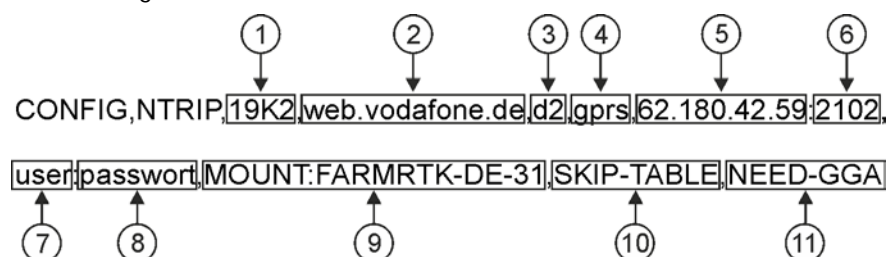 ① ② ③ ④ ⑤ ⑥
CONFIG,NTRIP,19K2,web.vodafone.de,d2,gprs,62.180.42.59:2102,
user:passwort,MOUNT:FARMRTK-DE-31,SKIP-TABLE,NEED-GGA
⑦ ⑧ ⑨ ⑩ ⑪